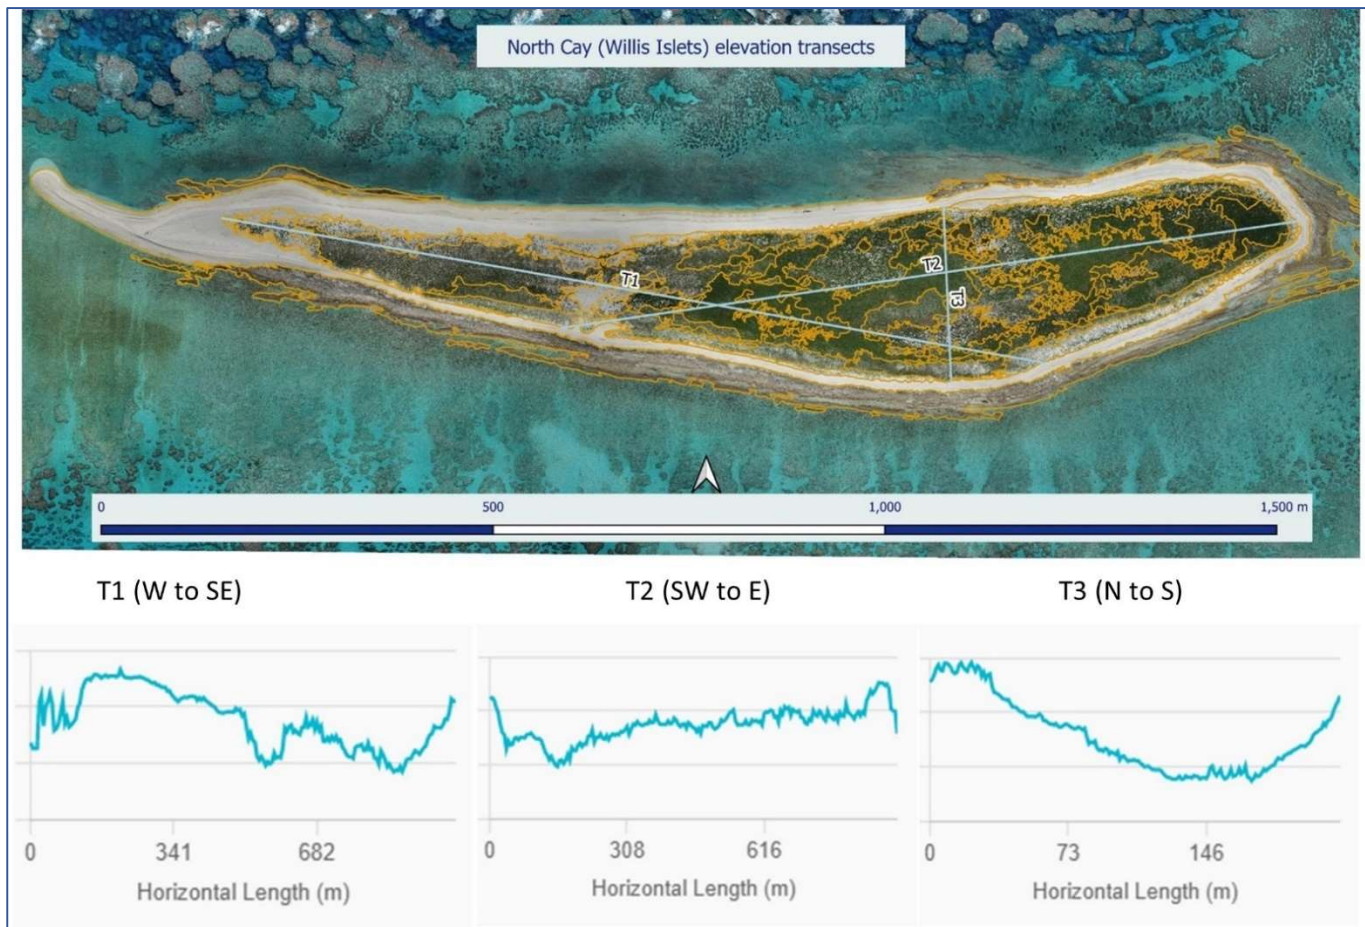 North Cay (Willis Islets) elevation transects
T1
T2
T3
0 500 1,000 1,500 m
T1 (W to SE) T2 (SW to E) T3 (N to S)
0 341 682
Horizontal Length (m)
0 308 616
Horizontal Length (m)
0 73 146
Horizontal Length (m)